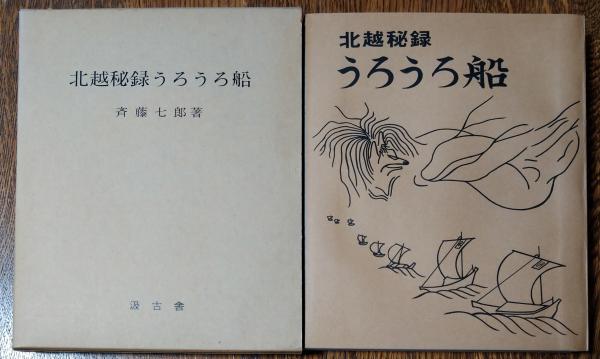 北越秘録うろうろ船
斉藤七郎著
汲古舎
北越秘録
うろうろ船